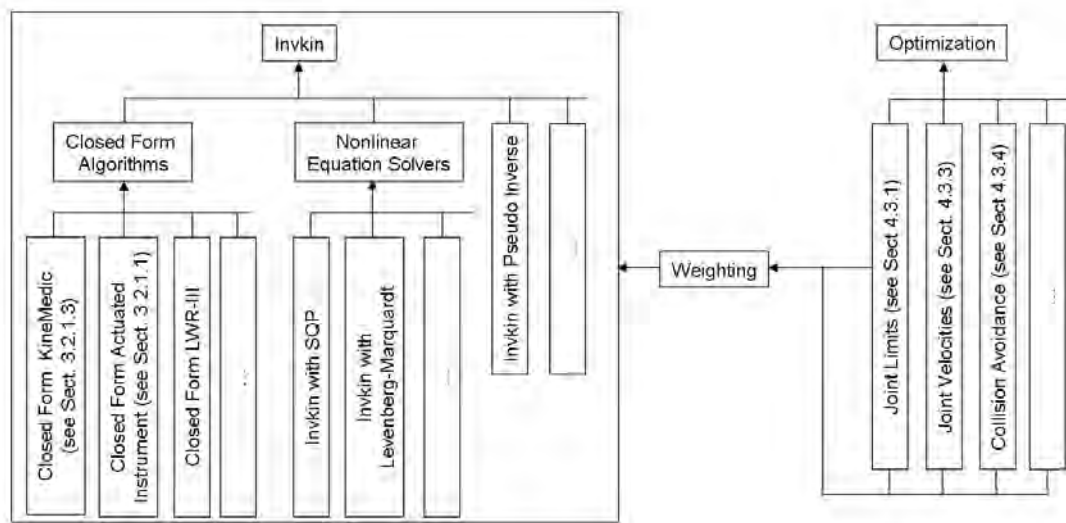 Invkin
Optimization
Closed Form
Algorithms
Nonlinear
Equation Solvers
Invkin with Pseudo Inverse
...
Closed Form KineMedic
(see Sect. 3.2.1.3)
Closed Form Actuated
Instrument (see Sect. 3.2.1.1)
Closed Form LWR-III
...
Invkin with SQP
Invkin with
Levenberg-Marquardt
...
Weighting
Joint Limits (see Sect 4.3.1)
Joint Velocities (see Sect. 4.3.3)
Collision Avoidance (see Sect 4.3.4)
...